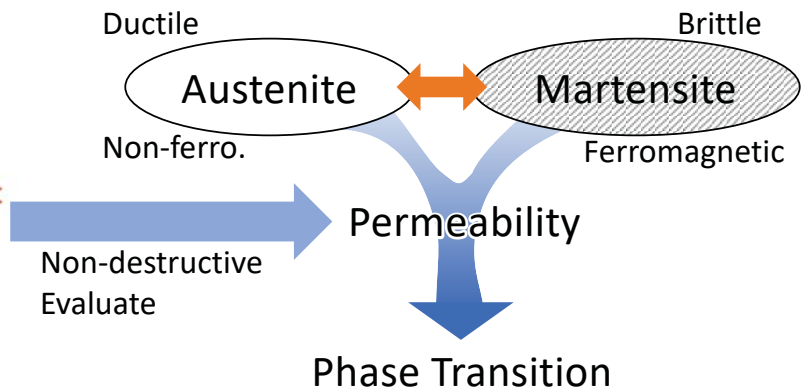 Ductile
Brittle
Austenite
Martensite
Non-ferro.
Ferromagnetic
Permeability
Non-destructive
Evaluate
Phase Transition